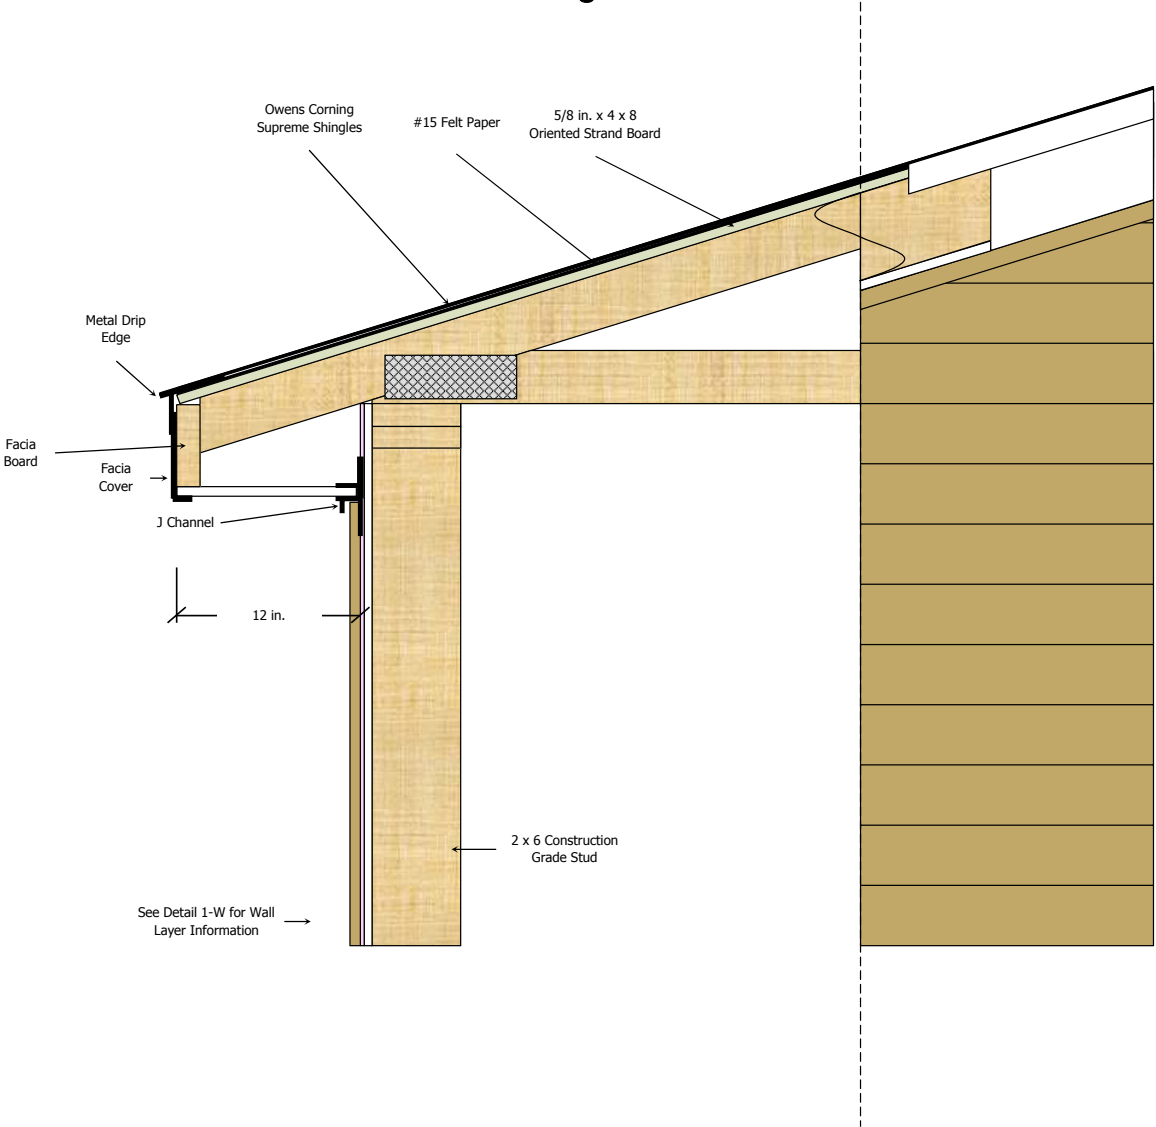 Owens Corning
Supreme Shingles
#15 Felt Paper
5/8 in. x 4 x 8
Oriented Strand Board
Metal Drip
Edge
Facia
Board
Facia
Cover
J Channel
12 in.
2 x 6 Construction
Grade Stud
See Detail 1-W for Wall
Layer Information